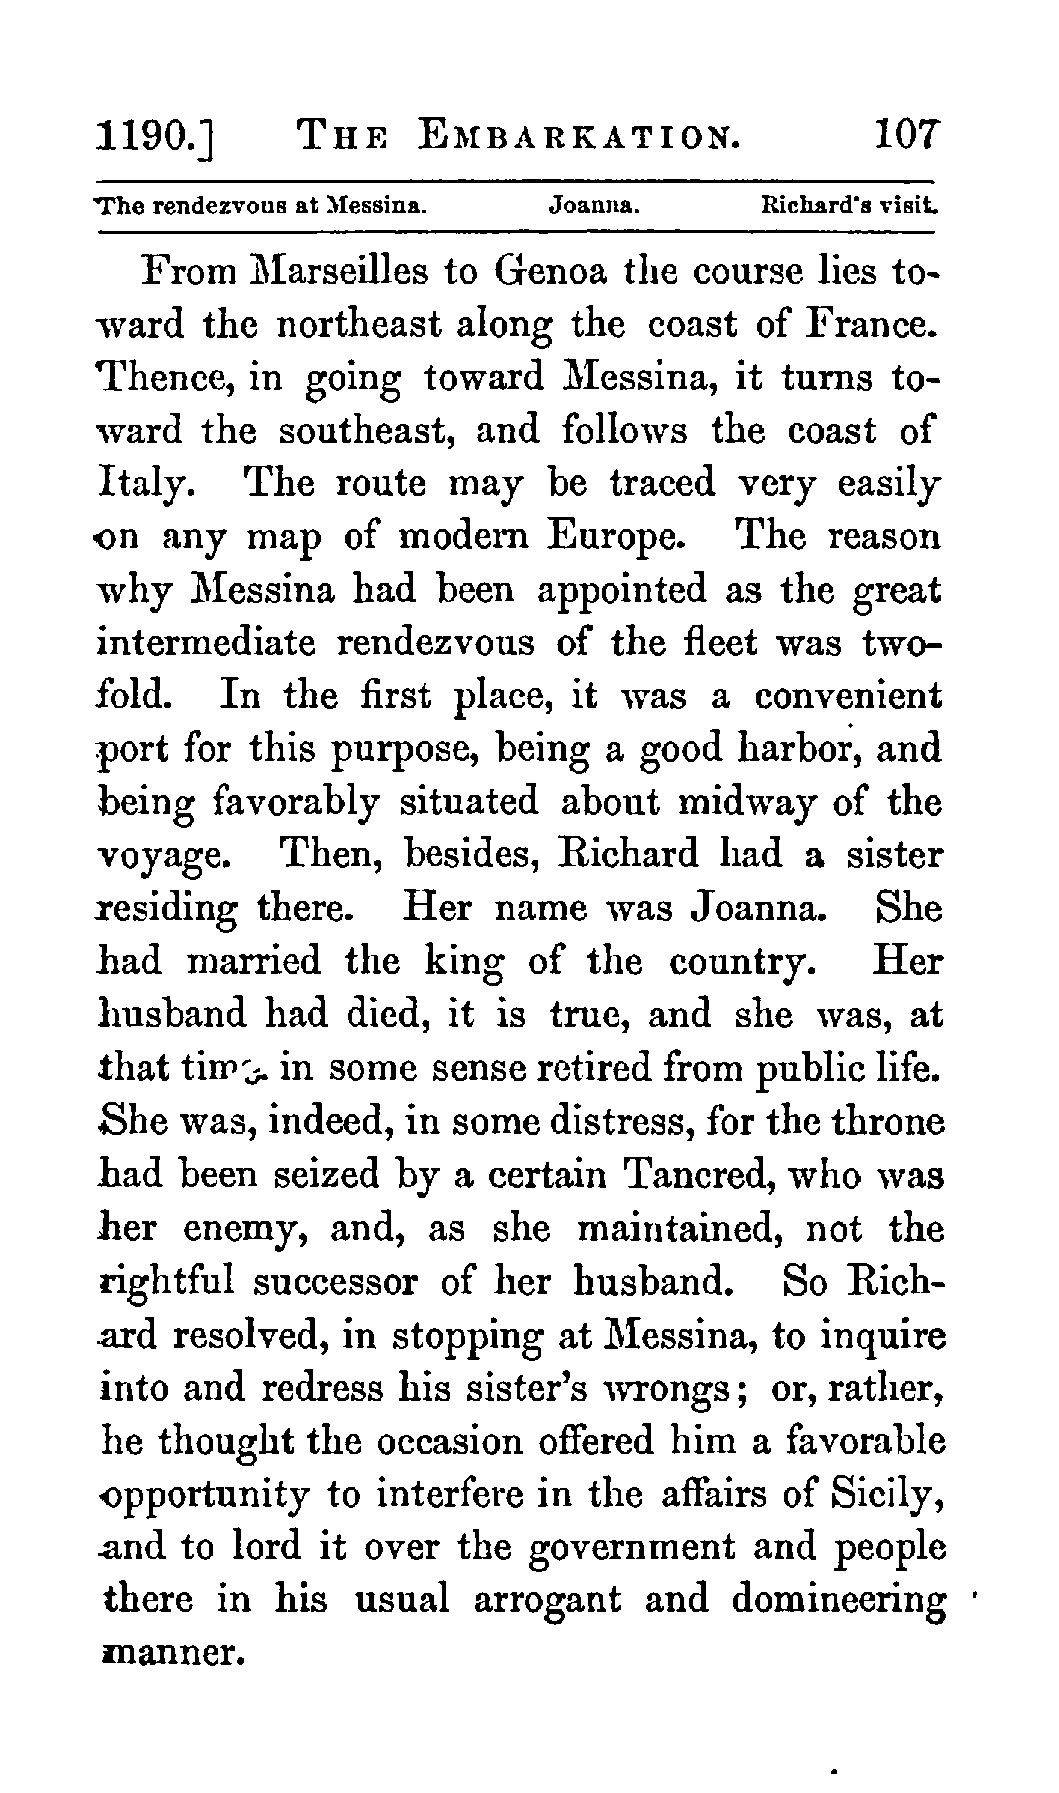 1190.] THE EMBARKATION. 107
The rendezvous at Messina. Joanna. Richard's visit.
From Marseilles to Genoa the course lies to-
ward the northeast along the coast of France.
Thence, in going toward Messina, it turns to-
ward the southeast, and follows the coast of
Italy. The route may be traced very easily
on any map of modern Europe. The reason
why Messina had been appointed as the great
intermediate rendezvous of the fleet was two-
fold. In the first place, it was a convenient
port for this purpose, being a good harbor, and
being favorably situated about midway of the
voyage. Then, besides, Richard had a sister
residing there. Her name was Joanna. She
had married the king of the country. Her
husband had died, it is true, and she was, at
that time in some sense retired from public life.
She was, indeed, in some distress, for the throne
had been seized by a certain Tancred, who was
her enemy, and, as she maintained, not the
rightful successor of her husband. So Rich-
ard resolved, in stopping at Messina, to inquire
into and redress his sister's wrongs; or, rather,
he thought the occasion offered him a favorable
opportunity to interfere in the affairs of Sicily,
and to lord it over the government and people
there in his usual arrogant and domineering
manner.